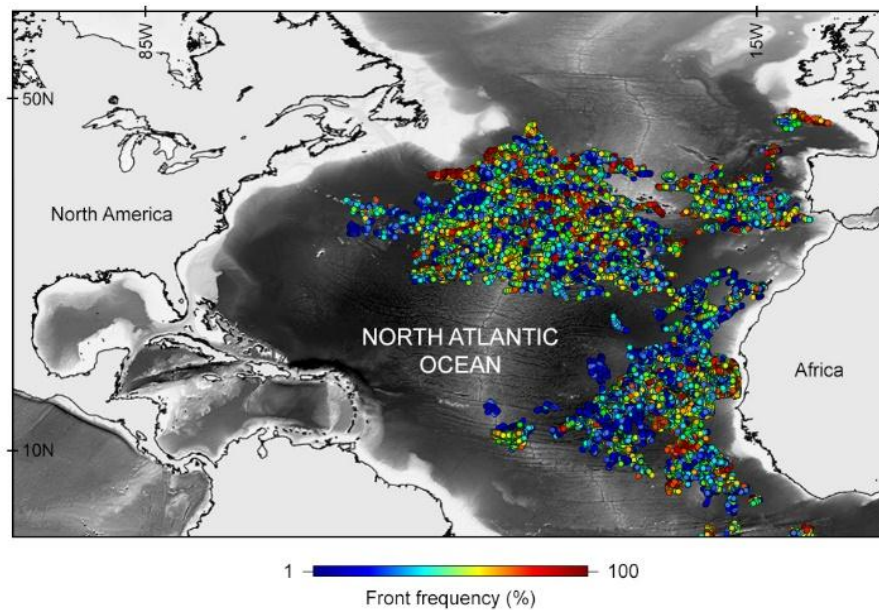 85W
15W
50N
North America
NORTH ATLANTIC
OCEAN
Africa
10N
1
100
Front frequency (%)